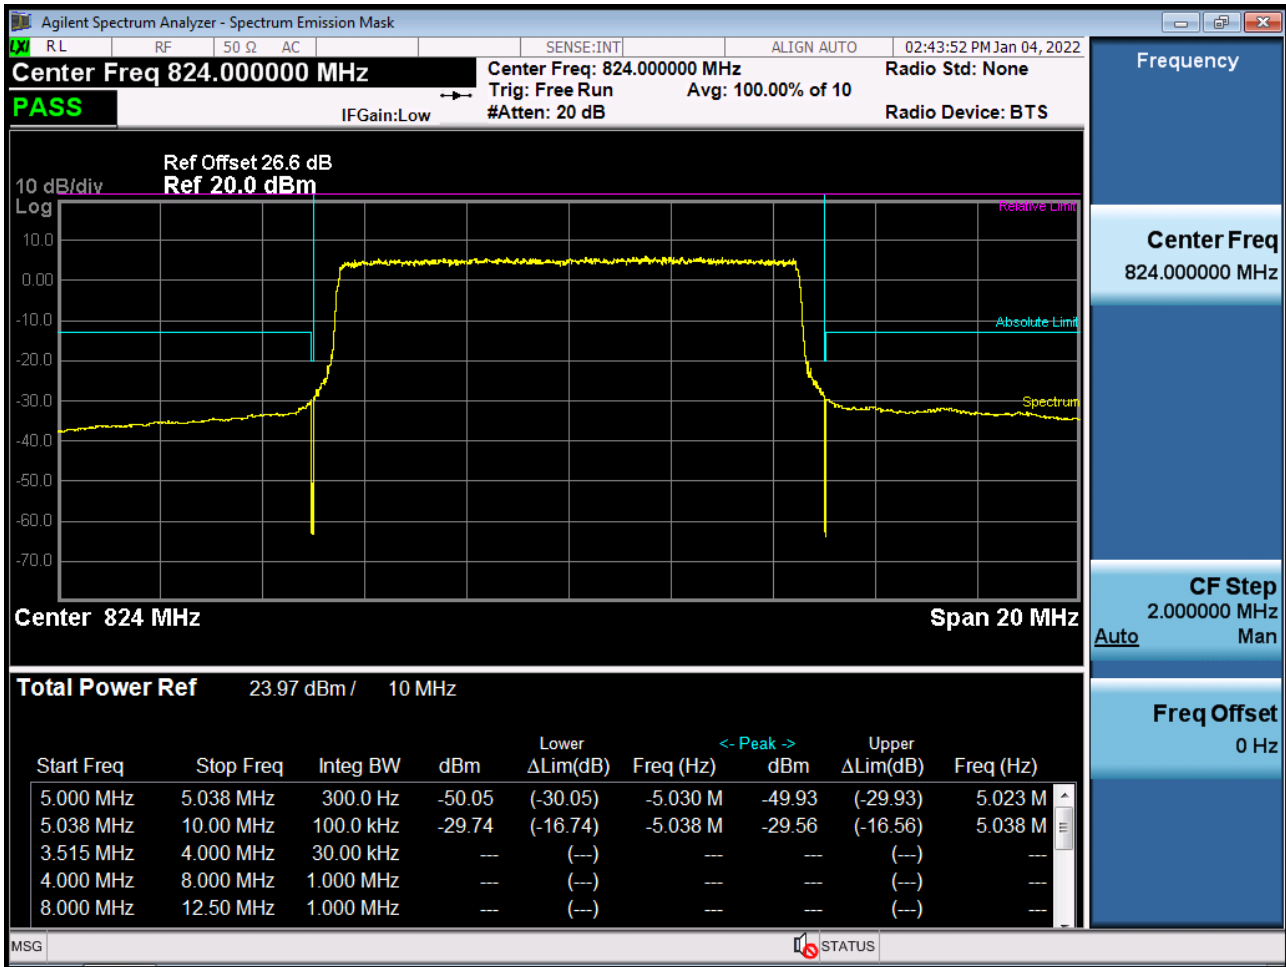 Agilent Spectrum Analyzer - Spectrum Emission Mask
LXI RL RF 50 Ω AC SENSE:INT ALIGN AUTO 02:43:52 PM Jan 04, 2022
Center Freq 824.000000 MHz Center Freq: 824.000000 MHz Radio Std: None
Trig: Free Run Avg: 100.00% of 10
PASS IFGain:Low #Atten: 20 dB Radio Device: BTS
Ref Offset 26.6 dB
10 dB/div Ref 20.0 dBm
Log
Relative Limit
10.0
0.00
-10.0
Absolute Limit
-20.0
-30.0
Spectrum
-40.0
-50.0
-60.0
-70.0
Center 824 MHz Span 20 MHz
Total Power Ref 23.97 dBm / 10 MHz
Lower <- Peak -> Upper
Start Freq Stop Freq Integ BW dBm ΔLim(dB) Freq (Hz) dBm ΔLim(dB) Freq (Hz)
5.000 MHz 5.038 MHz 300.0 Hz -50.05 (-30.05) -5.030 M -49.93 (-29.93) 5.023 M
5.038 MHz 10.00 MHz 100.0 kHz -29.74 (-16.74) -5.038 M -29.56 (-16.56) 5.038 M
3.515 MHz 4.000 MHz 30.00 kHz --- (---) --- --- (---) ---
4.000 MHz 8.000 MHz 1.000 MHz --- (---) --- --- (---) ---
8.000 MHz 12.50 MHz 1.000 MHz --- (---) --- --- (---) ---
MSG STATUS
Frequency
Center Freq
824.000000 MHz
CF Step
2.000000 MHz
Auto Man
Freq Offset
0 Hz